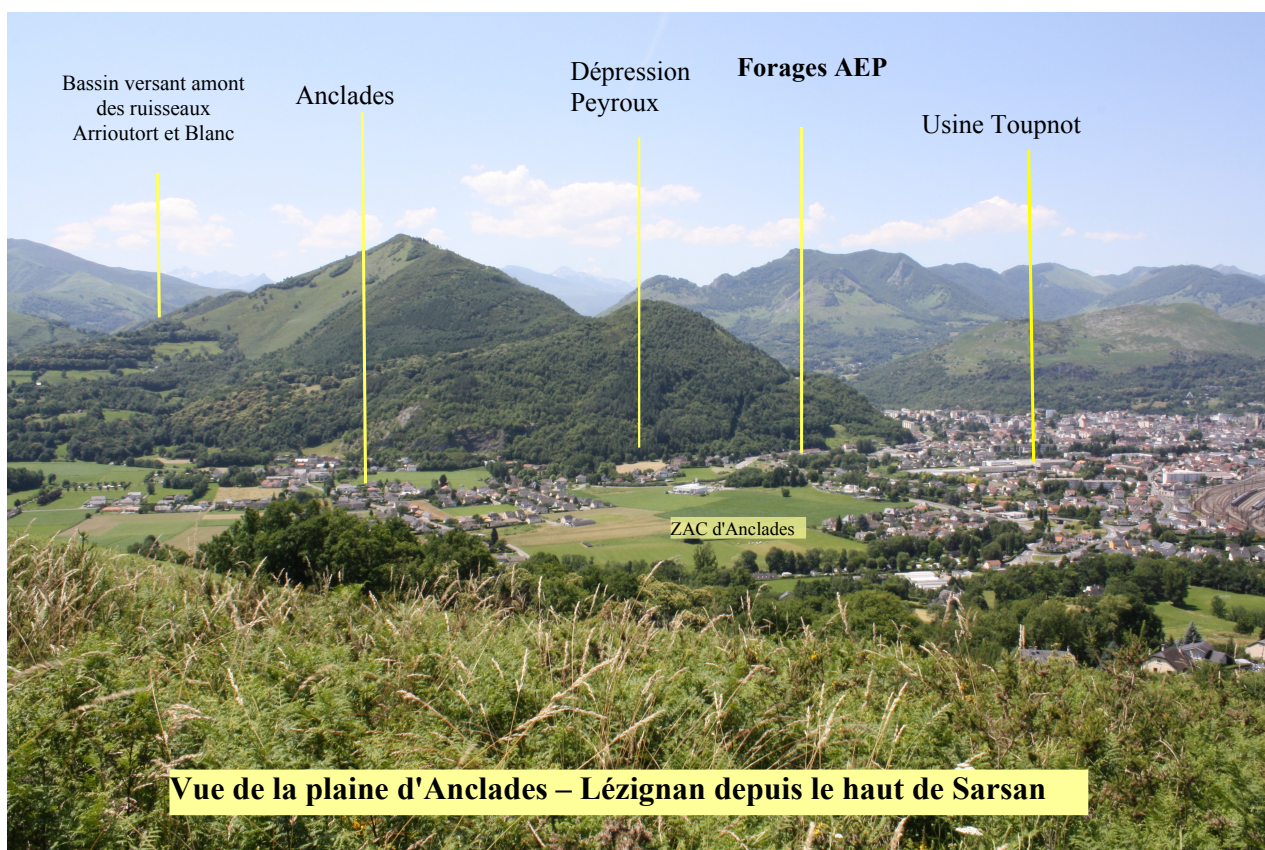 Bassin versant amont
des ruisseaux
Arrioutort et Blanc
Anclades
Dépression
Peyroux
Forages AEP
Usine Toupnot
ZAC d'Anclades
Vue de la plaine d'Anclades – Lézignan depuis le haut de Sarsan